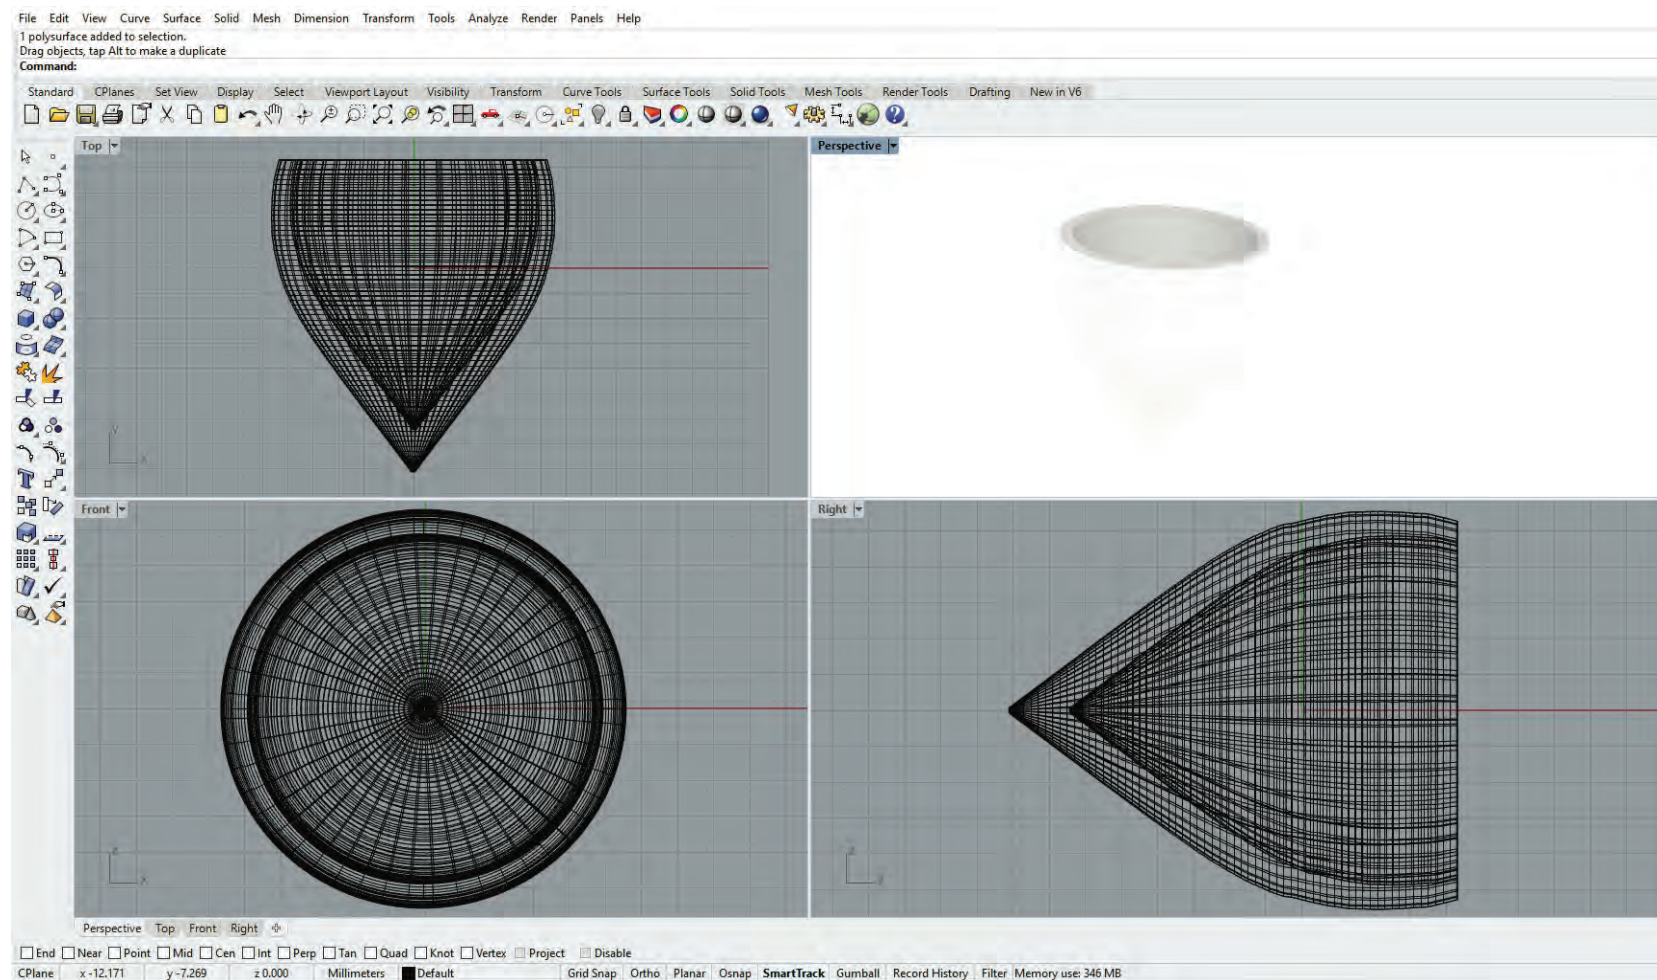 File Edit View Curve Surface Solid Mesh Dimension Transform Tools Analyze Render Panels Help
1 polysurface added to selection.
Drag objects, tap Alt to make a duplicate
Command:
Standard CPlanes Set View Display Select Viewport Layout Visibility Transform Curve Tools Surface Tools Solid Tools Mesh Tools Render Tools Drafting New in V6
Top
Perspective
y
x
Front
Right
z
x
z
y
Perspective Top Front Right
End Near Point Mid Cen Int Perp Tan Quad Knot Vertex Project Disable
CPlane x -12.171 y -7.269 z 0.000 Millimeters Default Grid Snap Ortho Planar Osnap SmartTrack Gumball Record History Filter Memory use: 346 MB